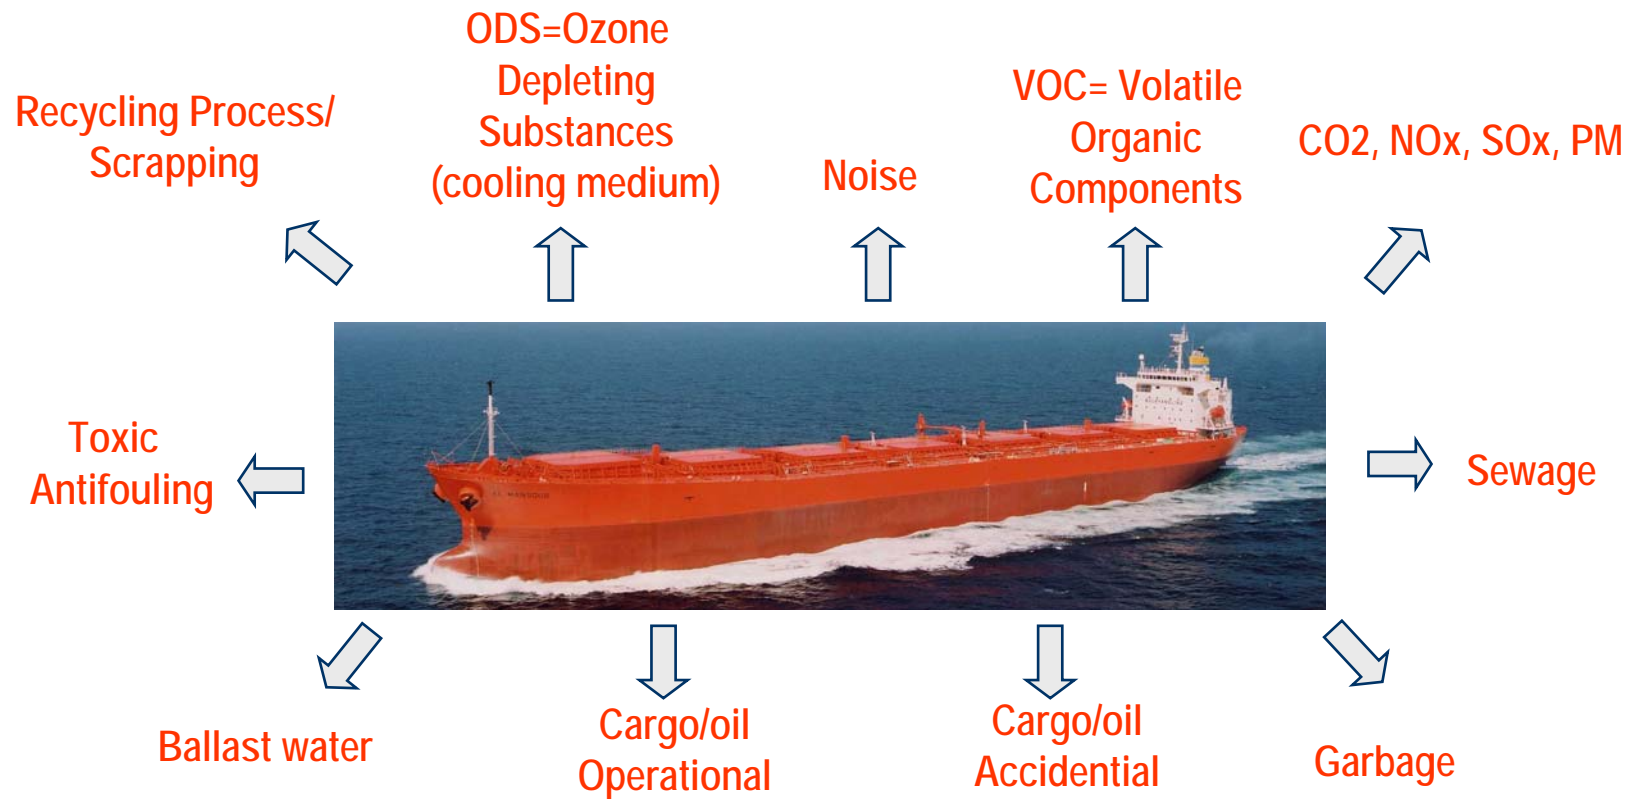 ODS=Ozone
Depleting
Substances
(cooling medium)
Recycling Process/
Scrapping
Noise
VOC= Volatile
Organic
Components
CO2, NOx, SOx, PM
Toxic
Antifouling
Sewage
Ballast water
Cargo/oil
Operational
Cargo/oil
Accidential
Garbage